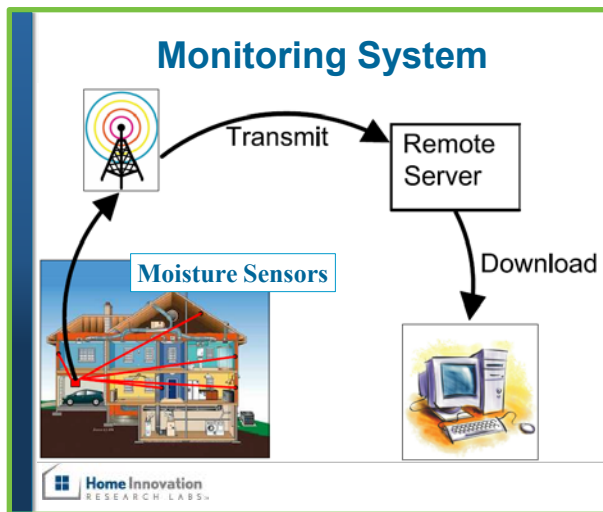 Monitoring System
Transmit
Remote
Server
Moisture Sensors
Download
Home Innovation
RESEARCH LABS